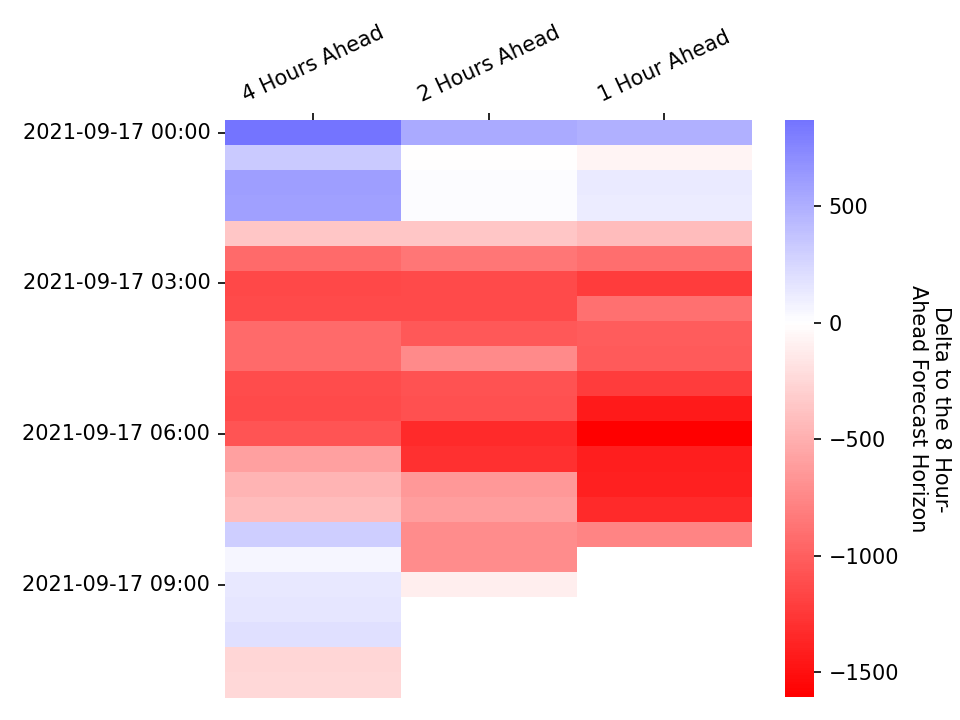 4 Hours Ahead
2 Hours Ahead
1 Hour Ahead
2021-09-17 00:00
2021-09-17 03:00
2021-09-17 06:00
2021-09-17 09:00
500
0
−500
−1000
−1500
Delta to the 8 Hour-
Ahead Forecast Horizon